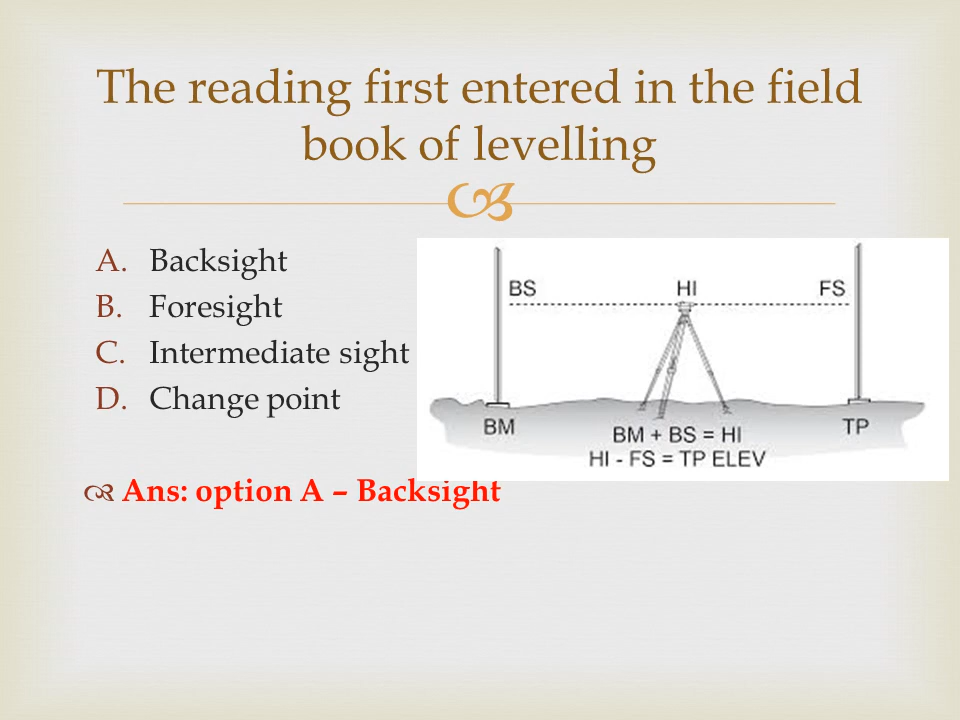 The reading first entered in the field
book of levelling
A. Backsight
B. Foresight
C. Intermediate sight
D. Change point
BS HI FS
BM TP
BM + BS = HI
HI - FS = TP ELEV
Ans: option A – Backsight